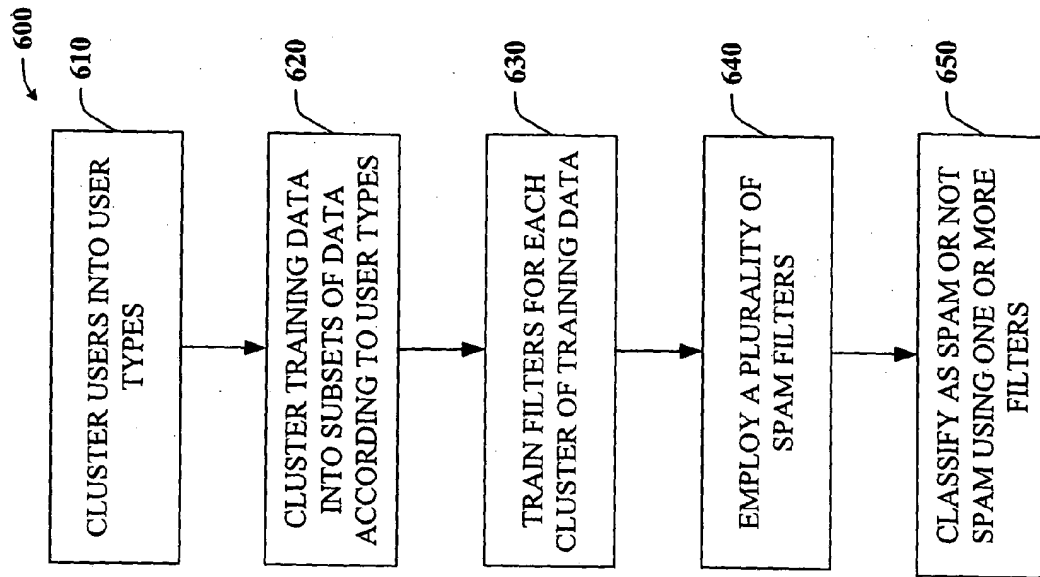 600
610
CLUSTER USERS INTO USER
TYPES
620
CLUSTER TRAINING DATA
INTO SUBSETS OF DATA
ACCORDING TO USER TYPES
630
TRAIN FILTERS FOR EACH
CLUSTER OF TRAINING DATA
640
EMPLOY A PLURALITY OF
SPAM FILTERS
650
CLASSIFY AS SPAM OR NOT
SPAM USING ONE OR MORE
FILTERS